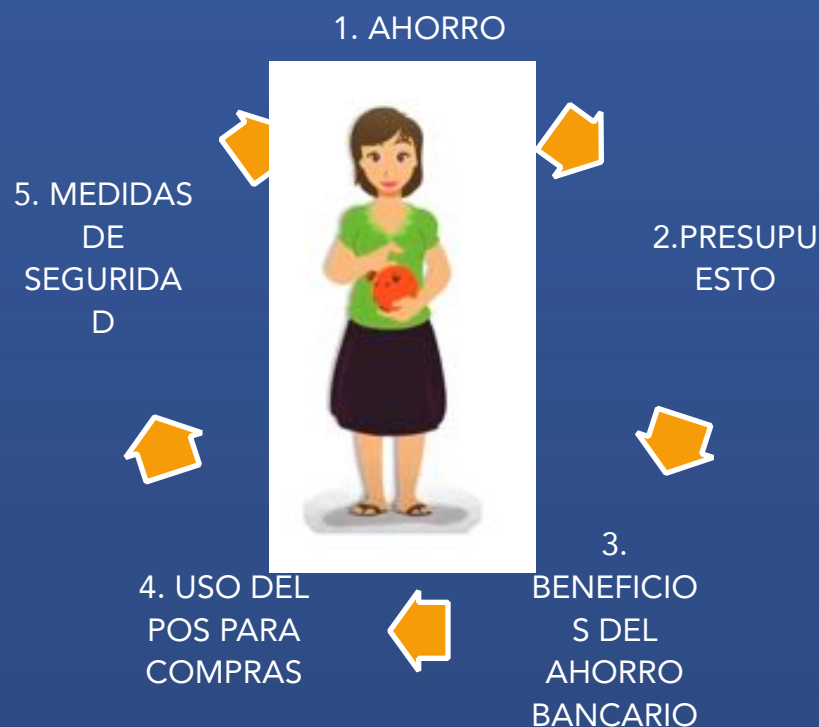 1. AHORRO
2.PRESUPU
ESTO
3.
BENEFICIO
S DEL
AHORRO
BANCARIO
4. USO DEL
POS PARA
COMPRAS
5. MEDIDAS
DE
SEGURIDA
D